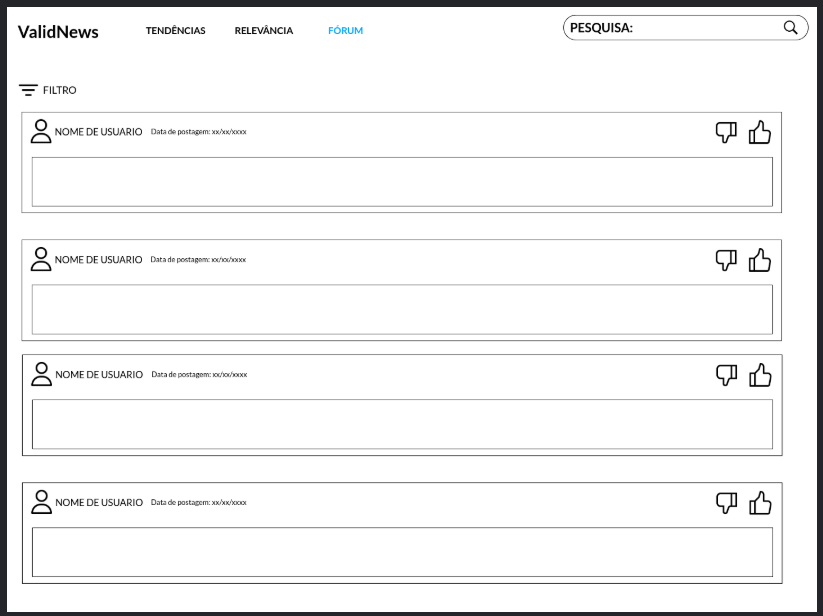 ValidNews TENDÊNCIAS RELEVÂNCIA FÓRUM PESQUISA:
FILTRO
NOME DE USUARIO Data de postagem: xx/xx/xxxx
NOME DE USUARIO Data de postagem: xx/xx/xxxx
NOME DE USUARIO Data de postagem: xx/xx/xxxx
NOME DE USUARIO Data de postagem: xx/xx/xxxx